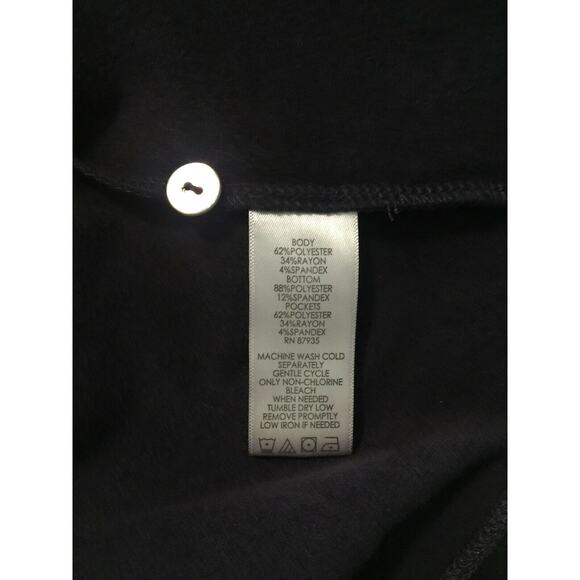 BODY
62%POLYESTER
34%RAYON
4%SPANDEX
BOTTOM
88%POLYESTER
12%SPANDEX
POCKETS
62%POLYESTER
34%RAYON
4%SPANDEX
RN 87935
MACHINE WASH COLD
SEPARATELY
GENTLE CYCLE
ONLY NON-CHLORINE
BLEACH
WHEN NEEDED
TUMBLE DRY LOW
REMOVE PROMPTLY
LOW IRON IF NEEDED